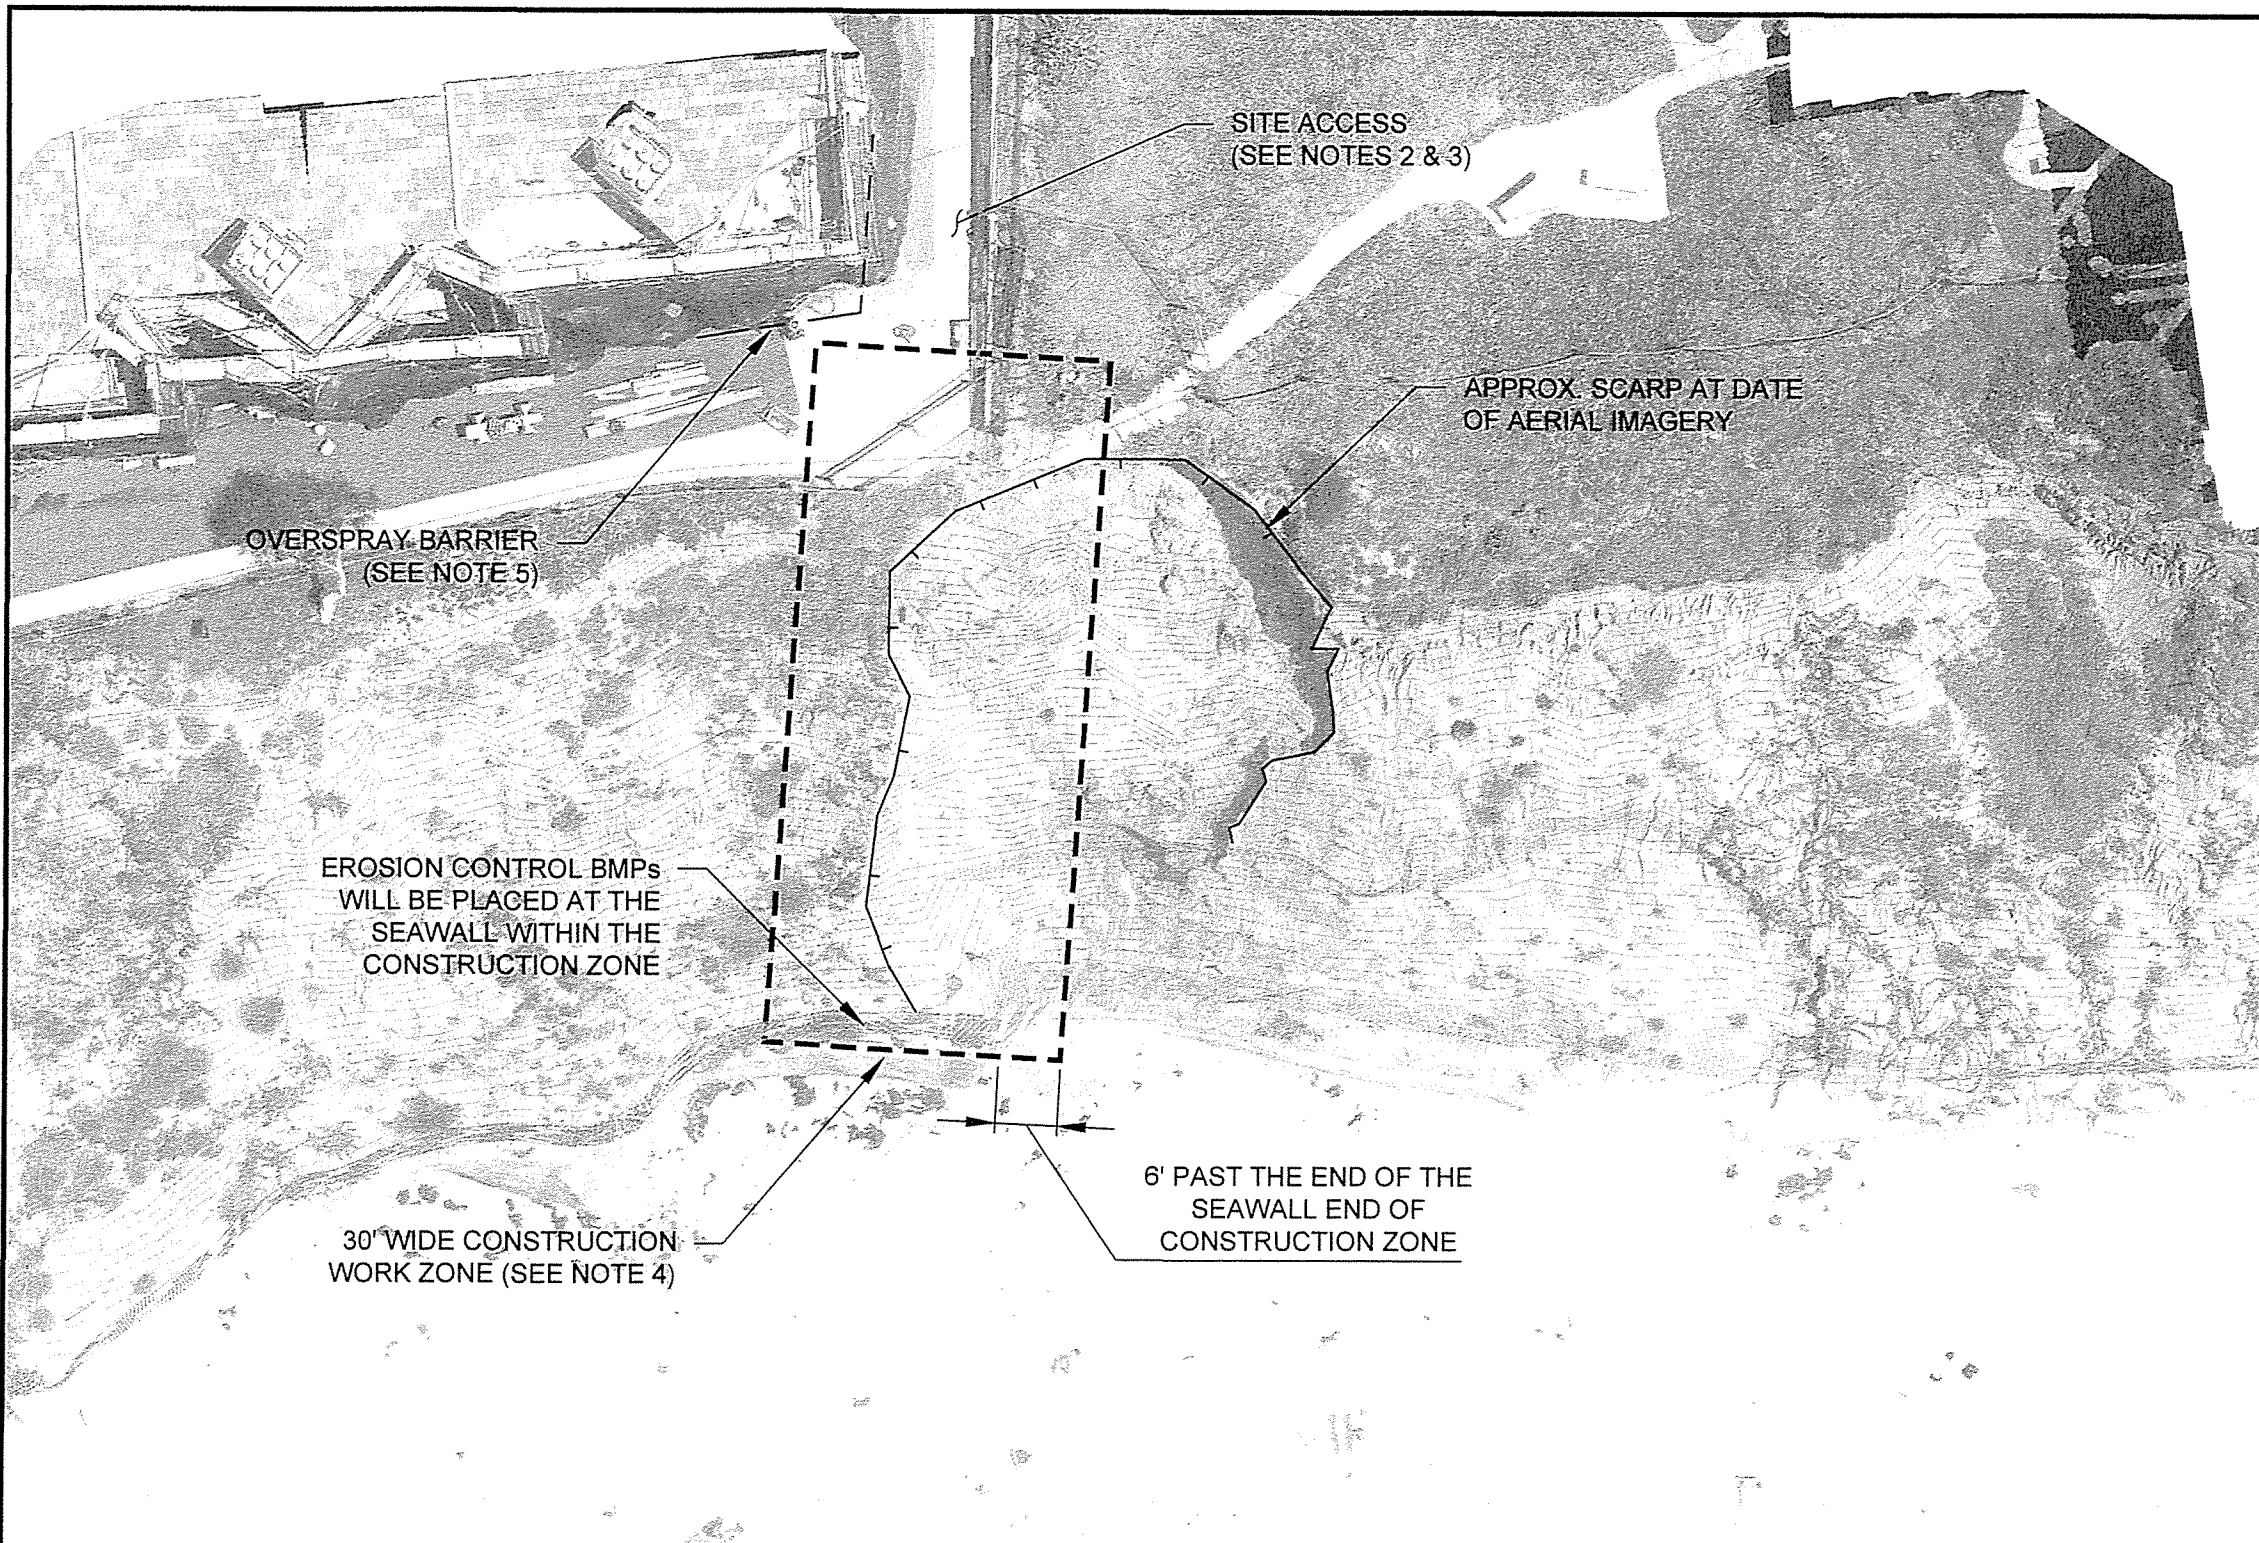 SITE ACCESS
(SEE NOTES 2 & 3)
APPROX. SCARP AT DATE
OF AERIAL IMAGERY
OVERSPRAY BARRIER
(SEE NOTE 5)
EROSION CONTROL BMPs
WILL BE PLACED AT THE
SEAWALL WITHIN THE
CONSTRUCTION ZONE
6' PAST THE END OF THE
SEAWALL END OF
CONSTRUCTION ZONE
30' WIDE CONSTRUCTION
WORK ZONE (SEE NOTE 4)